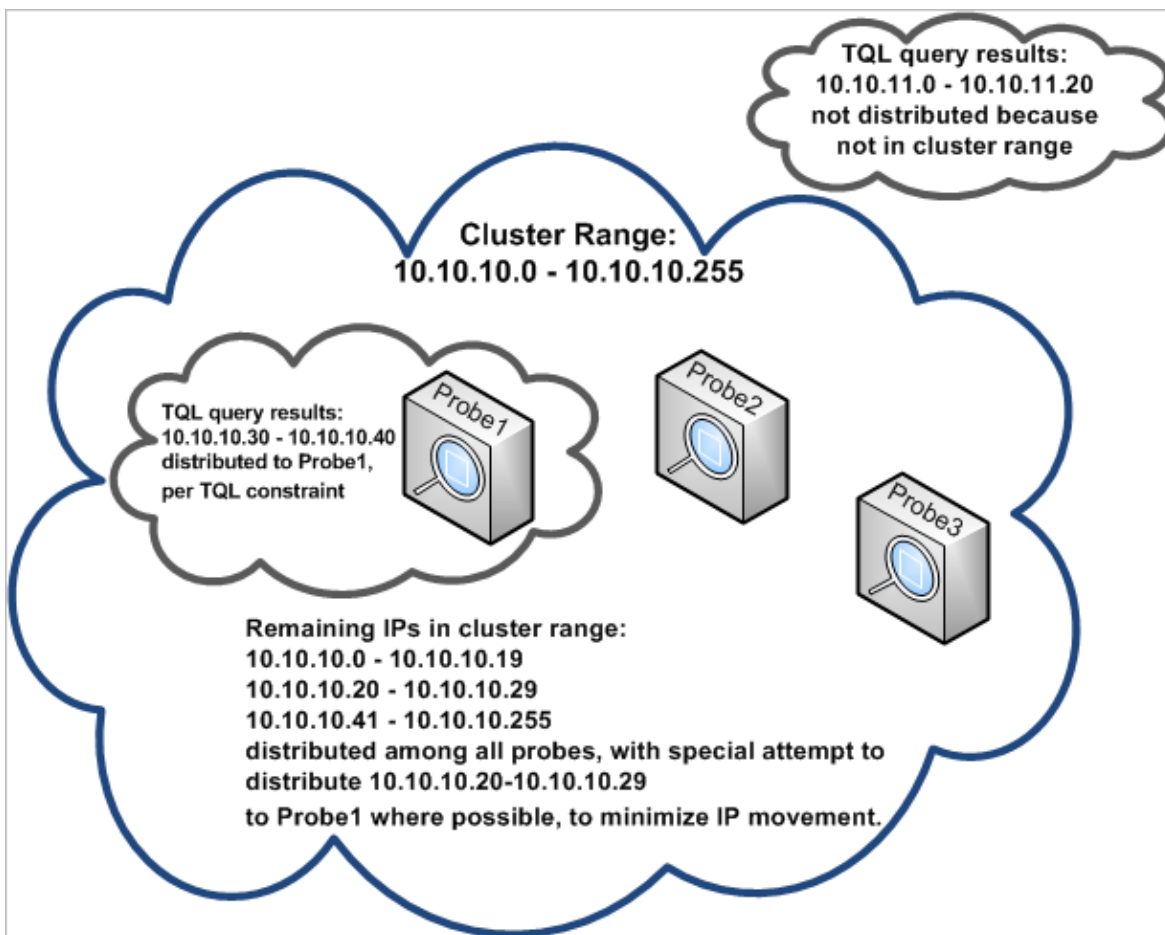 TQL query results:
10.10.11.0 - 10.10.11.20
not distributed because
not in cluster range
Cluster Range:
10.10.10.0 - 10.10.10.255
TQL query results:
10.10.10.30 - 10.10.10.40
distributed to Probe1,
per TQL constraint
Probe1
Probe2
Probe3
Remaining IPs in cluster range:
10.10.10.0 - 10.10.10.19
10.10.10.20 - 10.10.10.29
10.10.10.41 - 10.10.10.255
distributed among all probes, with special attempt to
distribute 10.10.10.20-10.10.10.29
to Probe1 where possible, to minimize IP movement.